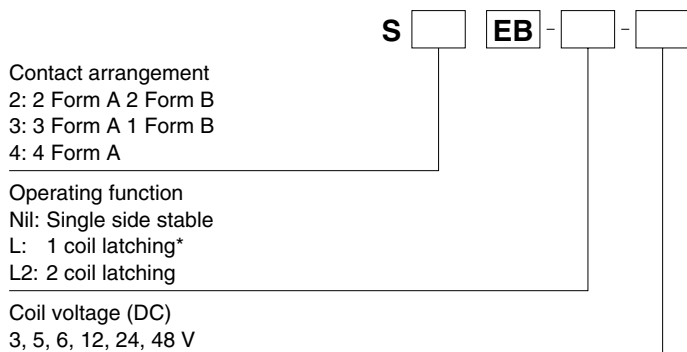 S EB - -
Contact arrangement
2: 2 Form A 2 Form B
3: 3 Form A 1 Form B
4: 4 Form A
Operating function
Nil: Single side stable
L: 1 coil latching*
L2: 2 coil latching
Coil voltage (DC)
3, 5, 6, 12, 24, 48 V